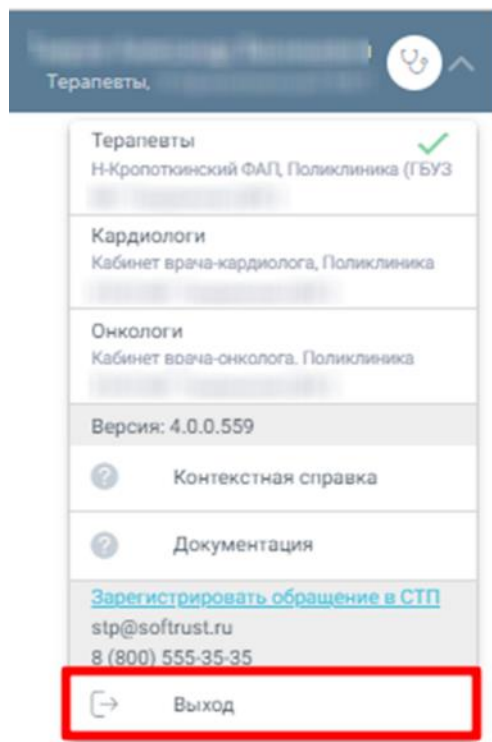 Терапевты,
Терапевты
Н-Кропоткинский ФАП, Поликлиника (ГБУЗ
Кардиологи
Кабинет врача-кардиолога, Поликлиника
Онкологи
Кабинет врача-онколога. Поликлиника
Версия: 4.0.0.559
? Контекстная справка
? Документация
Зарегистрировать обращение в СТП
stp@softrust.ru
8 (800) 555-35-35
Выход